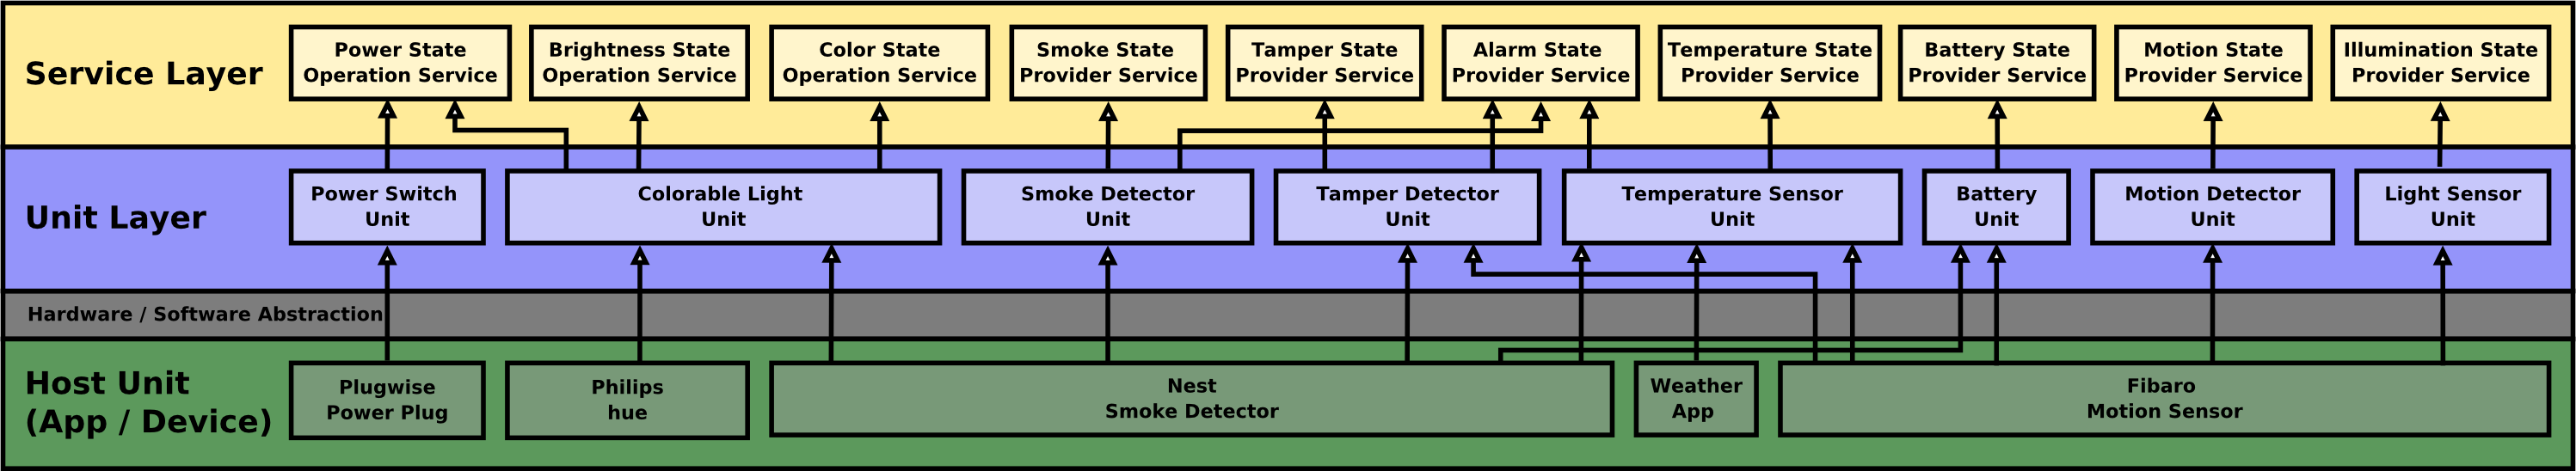 Service Layer
Power State
Operation Service
Brightness State
Operation Service
Color State
Operation Service
Smoke State
Provider Service
Tamper State
Provider Service
Alarm State
Provider Service
Temperature State
Provider Service
Battery State
Provider Service
Motion State
Provider Service
Illumination State
Provider Service
Unit Layer
Power Switch
Unit
Colorable Light
Unit
Smoke Detector
Unit
Tamper Detector
Unit
Temperature Sensor
Unit
Battery
Unit
Motion Detector
Unit
Light Sensor
Unit
Hardware / Software Abstraction
Host Unit
(App / Device)
Plugwise
Power Plug
Philips
hue
Nest
Smoke Detector
Weather
App
Fibaro
Motion Sensor